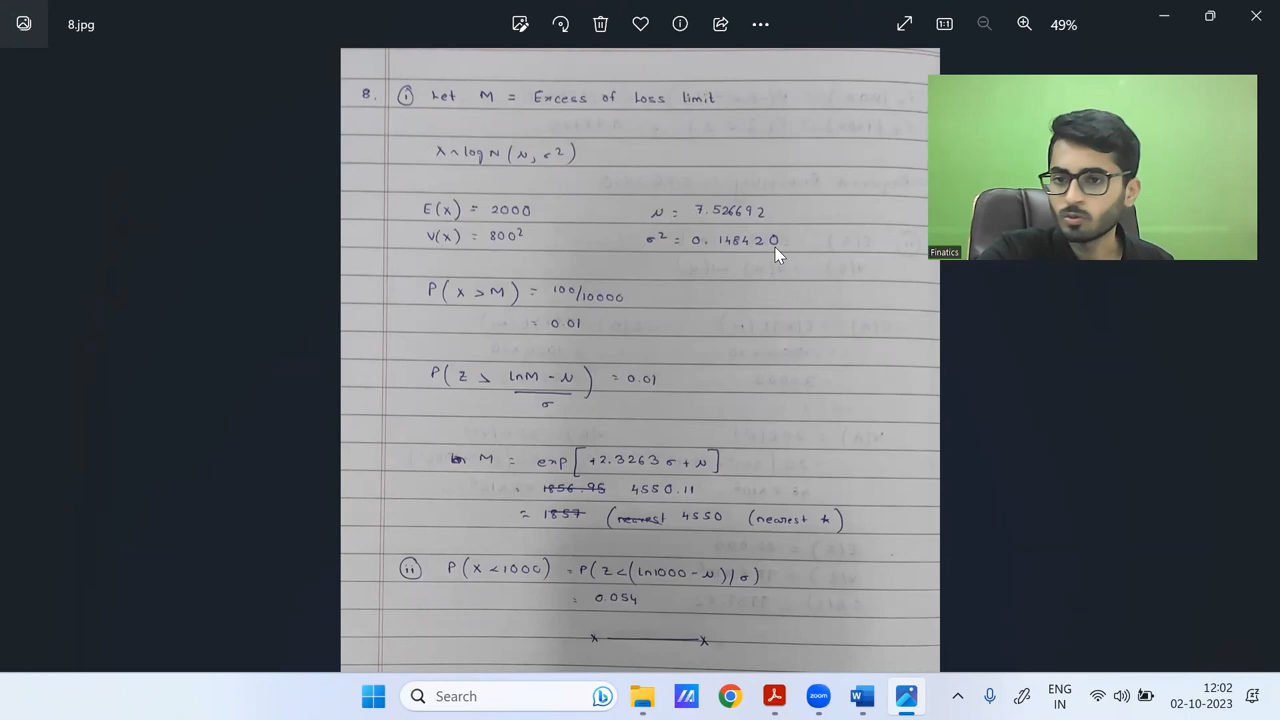 8.jpg
49%
8. i Let M = Excess of Loss limit
X ~ log N (μ, σ²)
E(x) = 2000 μ = 7.526692
V(x) = 800² σ² = 0.148420
P(X > M) = 100/10000
= 0.01
P(Z > lnM - μ / σ) = 0.01
ln M = exp[+2.3263 σ + μ]
= 1856.95 4550.11
= 1857 (nearest 4550 (nearest ₹)
ii P(X < 1000) = P(Z < (ln1000 - μ)/σ)
= 0.054
x x
Finatics
Search
ENG
IN
12:02
02-10-2023